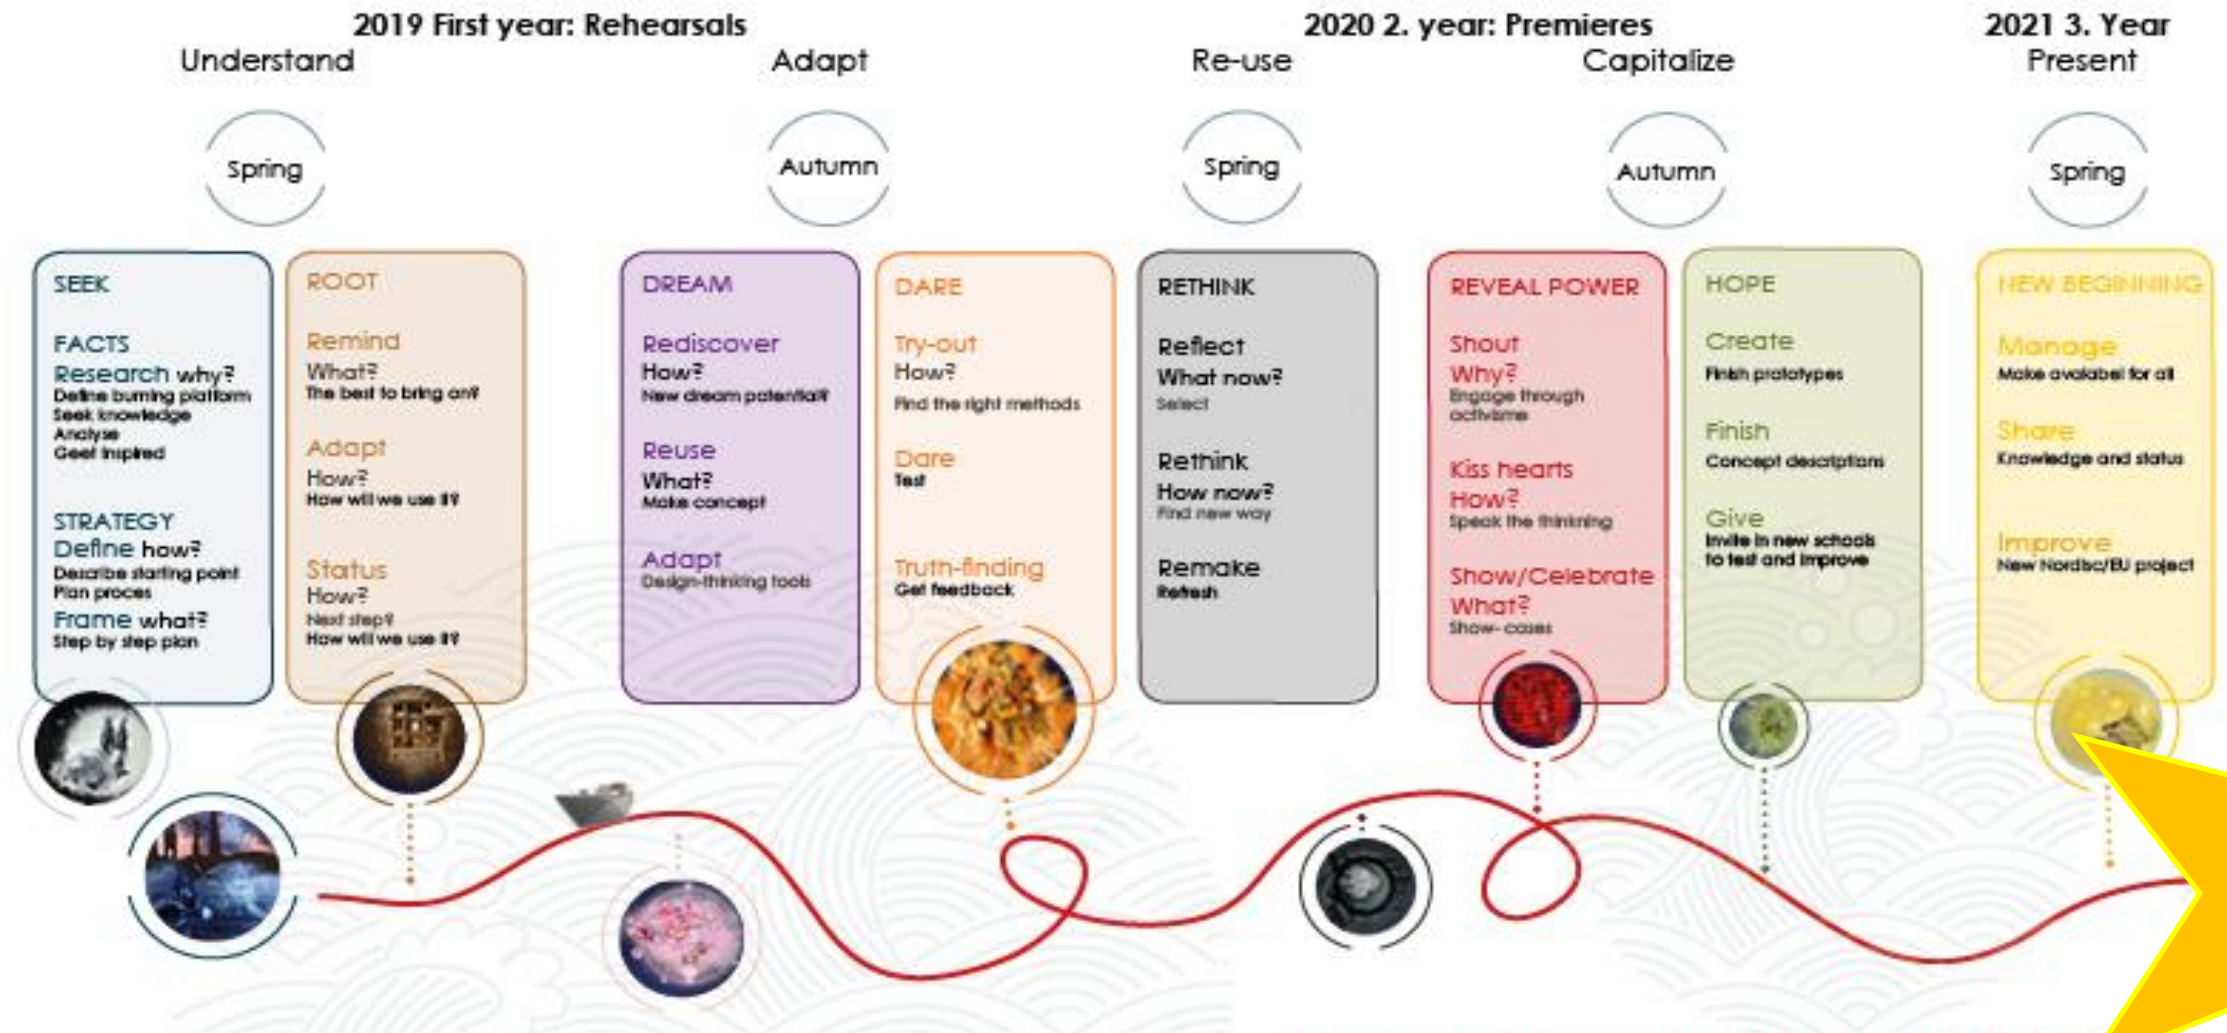 2019 First year: Rehearsals
2020 2. year: Premieres
2021 3. Year
Understand
Adapt
Re-use
Capitalize
Present
Spring
Autumn
Spring
Autumn
Spring
SEEK
FACTS
Research why?
Define burning platform
Seek knowledge
Analyse
Geet inspired
STRATEGY
Define how?
Describe starting point
Plan proces
Frame what?
Step by step plan
ROOT
Remind
What?
The best to bring on?
Adapt
How?
How will we use it?
Status
How?
Next step?
How will we use it?
DREAM
Rediscover
How?
New dream potential?
Reuse
What?
Make concept
Adapt
Design-thinking tools
DARE
Try-out
How?
Find the right methods
Dare
Test
Truth-finding
Get feedback
RETHINK
Reflect
What now?
Select
Rethink
How now?
Find new way
Remake
Refresh
REVEAL POWER
Shout
Why?
Engage through
activisme
Kiss hearts
How?
Speak the thinkning
Show/Celebrate
What?
Show- cases
HOPE
Create
Finish prototypes
Finish
Concept descriptions
Give
Invite in new schools
to test and improve
NEW BEGINNING
Manage
Make avalabel for all
Share
Knowledge and status
Improve
New Nordisc/EU project